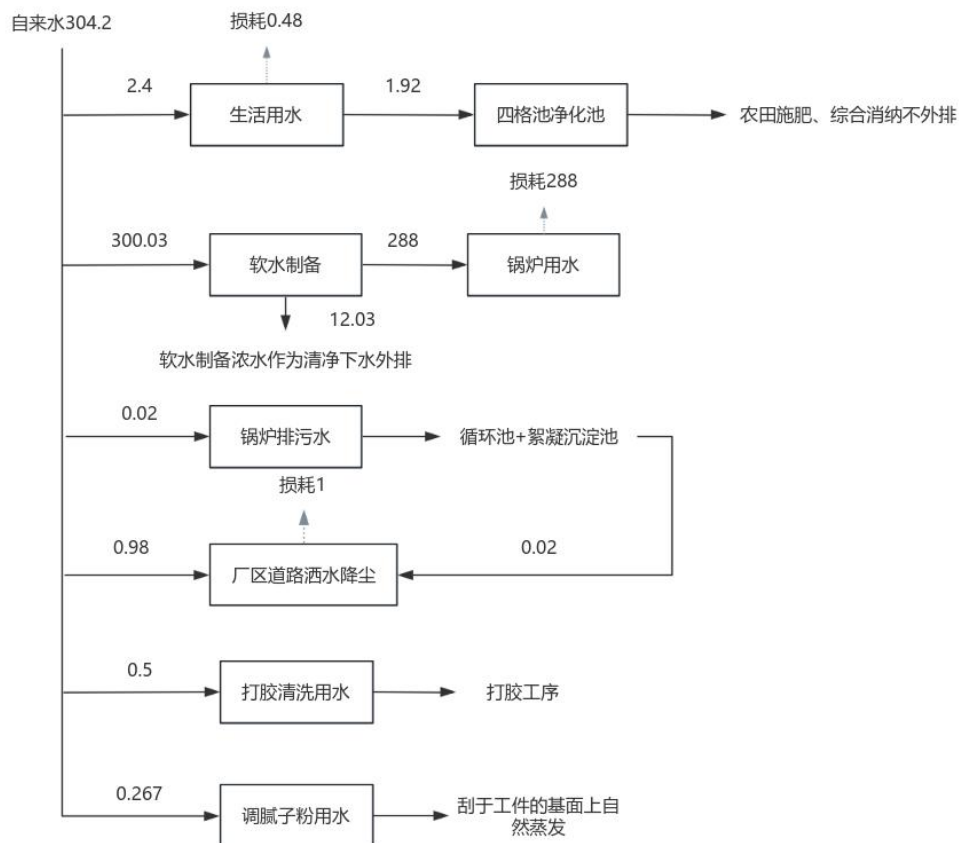 自来水304.2
损耗0.48
2.4
生活用水
1.92
四格池净化池
农田施肥、综合消纳不外排
损耗288
300.03
软水制备
288
锅炉用水
12.03
软水制备浓水作为清净下水外排
0.02
锅炉排污水
循环池+絮凝沉淀池
损耗1
0.98
厂区道路洒水降尘
0.02
0.5
打胶清洗用水
打胶工序
0.267
调腻子粉用水
刮于工件的基面上自
然蒸发